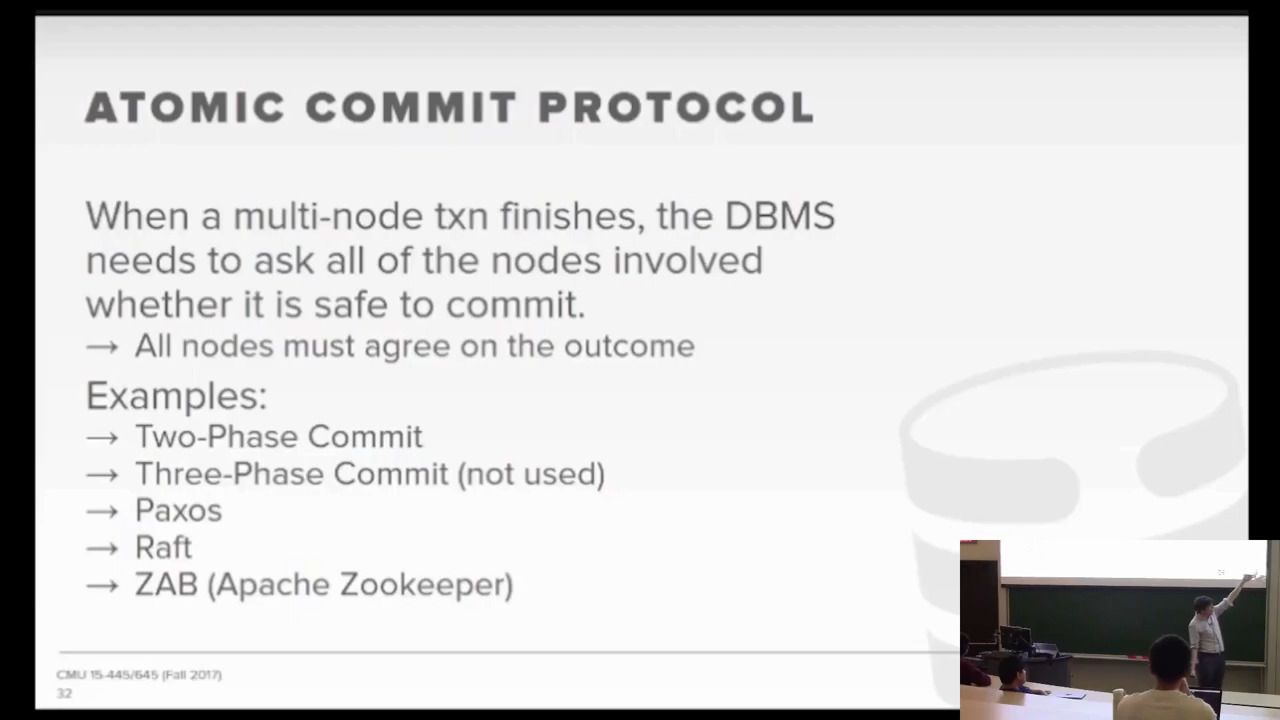 ATOMIC COMMIT PROTOCOL
When a multi-node txn finishes, the DBMS
needs to ask all of the nodes involved
whether it is safe to commit.
→ All nodes must agree on the outcome
Examples:
→ Two-Phase Commit
→ Three-Phase Commit (not used)
→ Paxos
→ Raft
→ ZAB (Apache Zookeeper)
CMU 15-445/645 (Fall 2017)
32